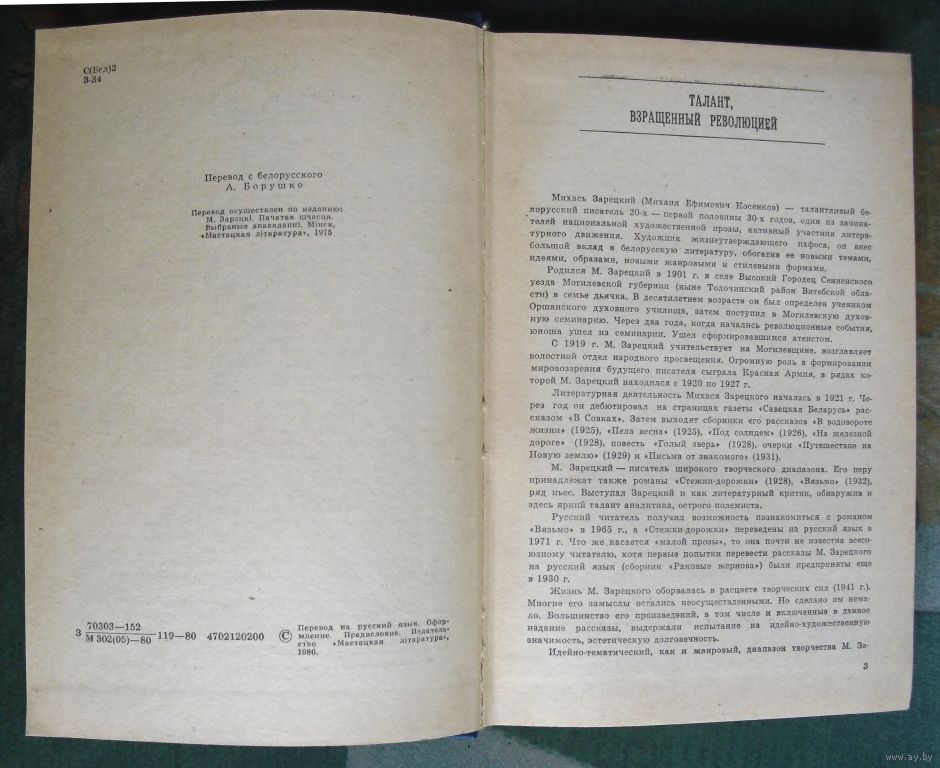 С(Бел)2
З-34
Перевод с белорусского
А. Борушко
Перевод осуществлен по изданию:
М. Зарэцкі. Пачатак шчасця.
Выбраныя апавяданні. Мінск,
«Мастацкая літаратура», 1975
З 70303—152
М 302(05)—80 119—80 4702120200
© Перевод на русский язык. Офор-
мление. Предисловие. Издатель-
ство «Мастацкая літаратура»,
1980.
ТАЛАНТ,
ВЗРАЩЕННЫЙ РЕВОЛЮЦИЕЙ
Михась Зарецкий (Михаил Ефимович Косенков) — талантливый бе-
лорусский писатель 20-х — первой половины 30-х годов, один из зачина-
телей национальной художественной прозы, активный участник литера-
турного движения. Художник жизнеутверждающего пафоса, он внес
большой вклад в белорусскую литературу, обогатив ее новыми темами,
идеями, образами, новыми жанровыми и стилевыми формами.
Родился М. Зарецкий в 1901 г. в селе Высокий Городец Сенненского
уезда Могилевской губернии (ныне Толочинский район Витебской обла-
сти) в семье дьячка. В десятилетнем возрасте он был определен учеником
Оршанского духовного училища, затем поступил в Могилевскую духов-
ную семинарию. Через два года, когда начались революционные события,
юноша ушел из семинарии. Ушел сформировавшимся атеистом.
С 1919 г. М. Зарецкий учительствует на Могилевщине, возглавляет
волостной отдел народного просвещения. Огромную роль в формировании
мировоззрения будущего писателя сыграла Красная Армия, в рядах ко-
торой М. Зарецкий находился с 1920 по 1927 г.
Литературная деятельность Михася Зарецкого началась в 1921 г. Че-
рез год он дебютировал на страницах газеты «Савецкая Беларусь» рас-
сказом «В Совках». Затем выходят сборники его рассказов «В водовороте
жизни» (1925), «Пела весна» (1925), «Под солнцем» (1926), «На железной
дороге» (1928), повесть «Голый зверь» (1928), очерки «Путешествие на
Новую землю» (1929) и «Письма от знакомого» (1931).
М. Зарецкий — писатель широкого творческого диапазона. Его перу
принадлежат также романы «Стежки-дорожки» (1928), «Вязьмо» (1932),
ряд пьес. Выступал Зарецкий и как литературный критик, обнаружив и
здесь яркий талант аналитика, острого полемиста.
Русский читатель получил возможность познакомиться с романом
«Вязьмо» в 1965 г., а «Стежки-дорожки» переведены на русский язык в
1971 г. Что же касается «малой прозы», то она почти не известна всесо-
юзному читателю, хотя первые попытки перевести рассказы М. Зарецкого
на русский язык (сборник «Раковые жернова») были предприняты еще
в 1930 г.
Жизнь М. Зарецкого оборвалась в расцвете творческих сил (1941 г.).
Многие его замыслы остались неосуществленными. Но сделано им нема-
ло. Большинство его произведений, в том числе и включенные в данное
издание рассказы, выдержали испытание на идейно-художественную
значимость, эстетическую долговечность.
Идейно-тематический, как и жанровый, диапазон творчества М. За-
3
www.ay.by